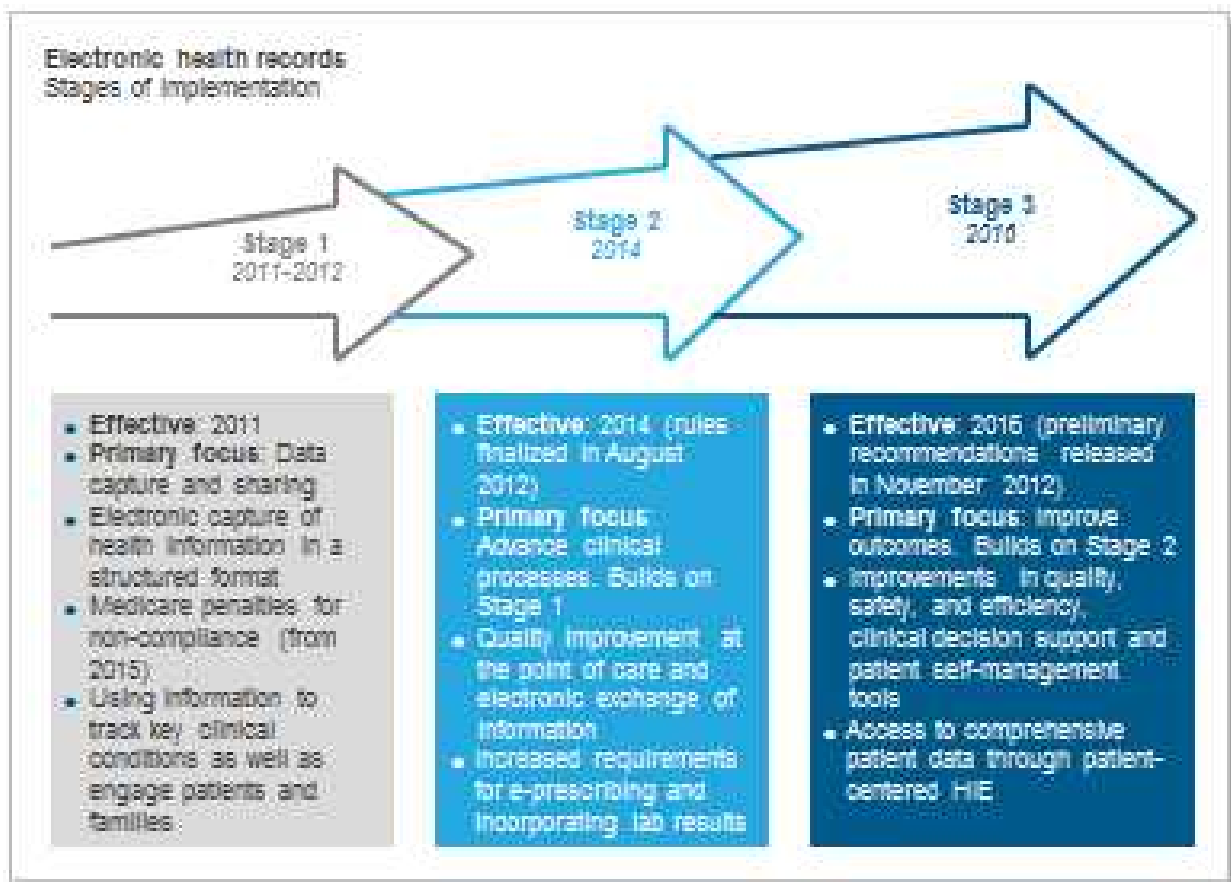 Electronic health records
Stages of implementation
Stage 1
2011-2012
Stage 2
2014
Stage 3
2016
• Effective: 2011
• Primary focus: Data
capture and sharing
• Electronic capture of
health information in a
structured format
• Medicare penalties for
non-compliance (from
2015)
• Using information to
track key clinical
conditions as well as
engage patients and
families
• Effective: 2014 (rules
finalized in August
2012)
• Primary focus:
Advance clinical
processes. Builds on
Stage 1
• Quality improvement at
the point of care and
electronic exchange of
information
• Increased requirements
for e-prescribing and
incorporating lab results
• Effective: 2016 (preliminary
recommendations released
in November 2012)
• Primary focus: Improve
outcomes. Builds on Stage 2
• Improvements in quality,
safety, and efficiency,
clinical decision support and
patient self-management
tools
• Access to comprehensive
patient data through patient-
centered HIE